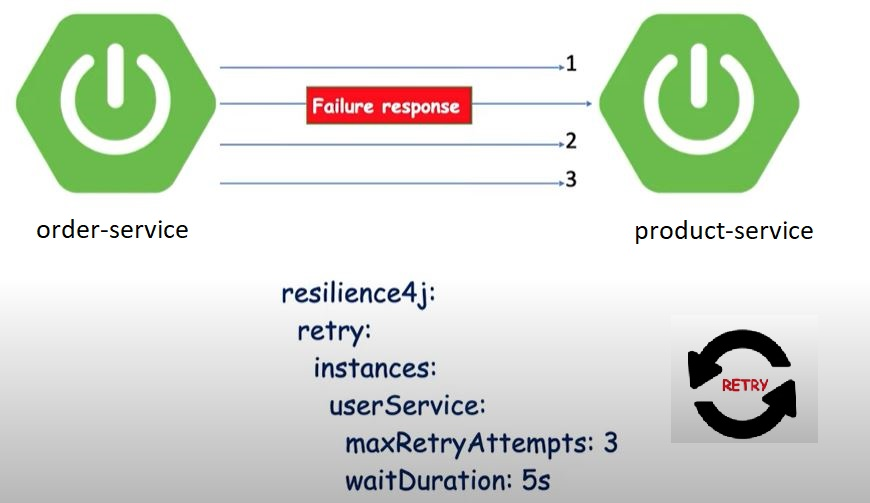 1
Failure response
2
3
order-service
product-service
resilience4j:
retry:
instances:
userService:
maxRetryAttempts: 3
waitDuration: 5s
RETRY